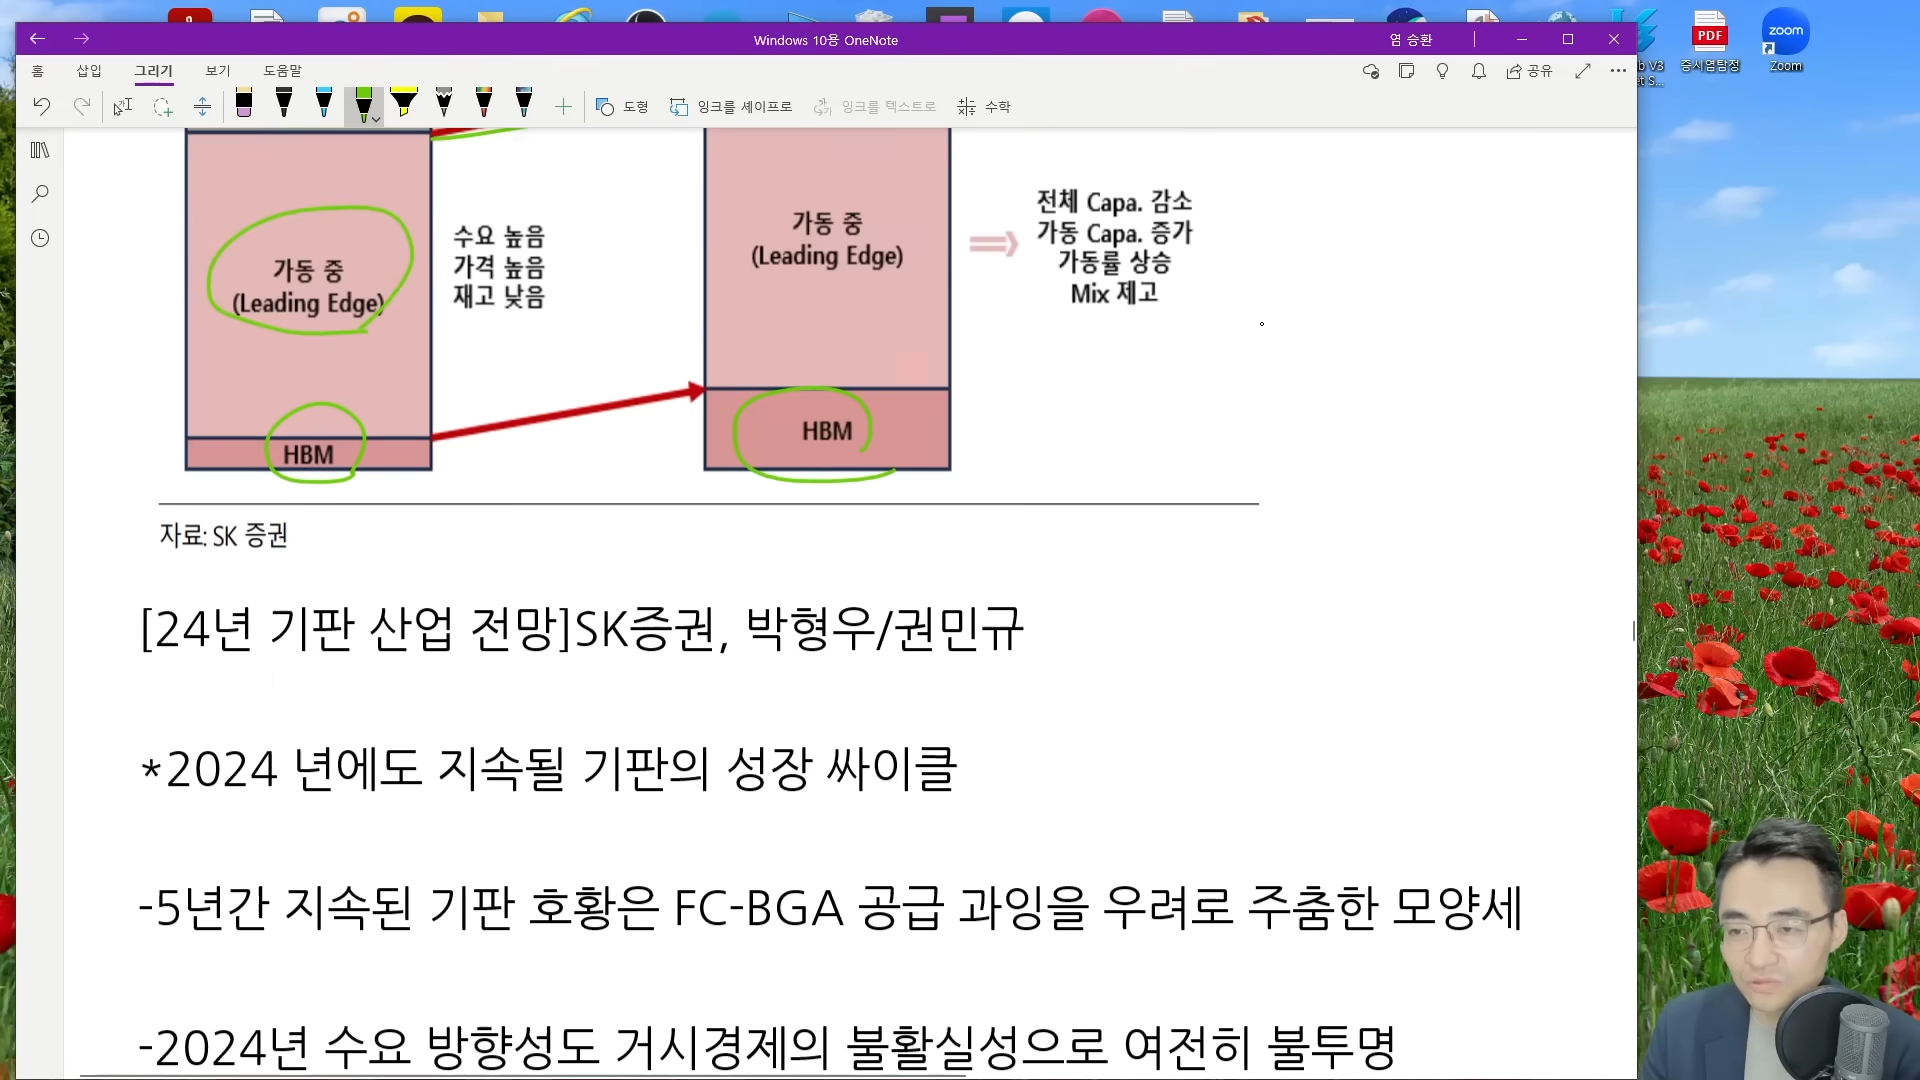 Windows 10용 OneNote
염 승환
홈 삽입 그리기 보기 도움말
공유
도형 잉크를 셰이프로 잉크를 텍스트로 수학
PDF
증시염탐정
zoom
Zoom
가동 중
(Leading Edge)
수요 높음
가격 높음
재고 낮음
HBM
가동 중
(Leading Edge)
HBM
전체 Capa. 감소
가동 Capa. 증가
가동률 상승
Mix 제고
자료: SK 증권
[24년 기판 산업 전망]SK증권, 박형우/권민규
*2024 년에도 지속될 기판의 성장 싸이클
-5년간 지속된 기판 호황은 FC-BGA 공급 과잉을 우려로 주춤한 모양세
-2024년 수요 방향성도 거시경제의 불활실성으로 여전히 불투명